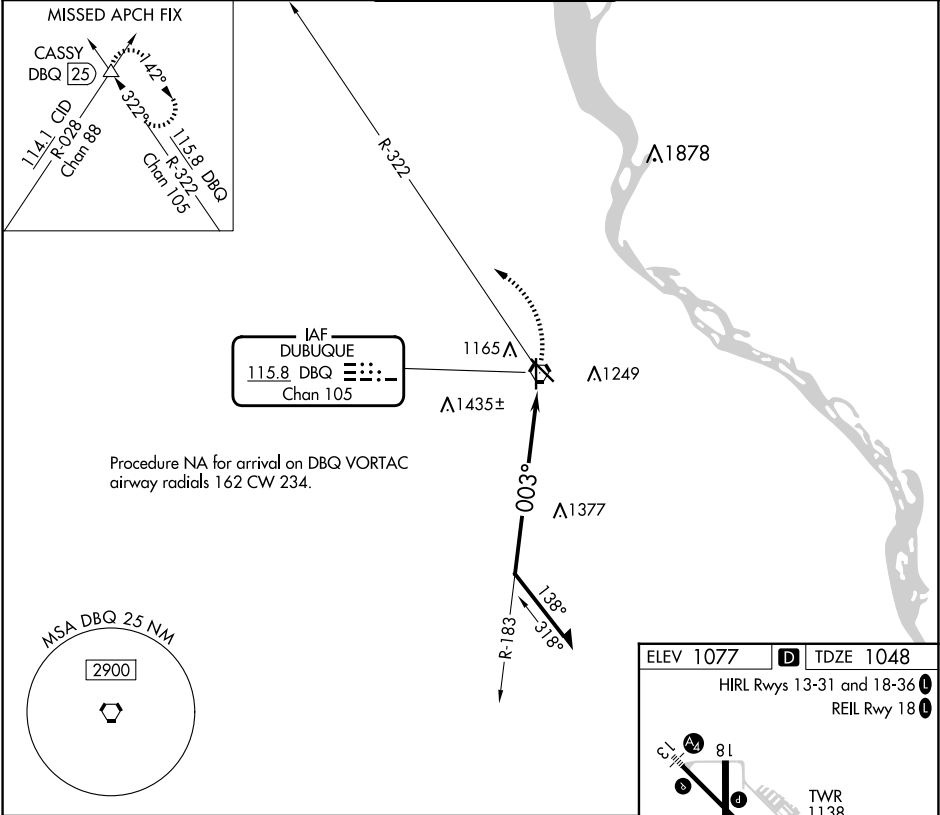 MISSED APCH FIX
CASSY
DBQ 25
142°
322°
114.1 CID
R-028
Chan 88
115.8 DBQ
R-322
Chan 105
R-322
1878
IAF
DUBUQUE
115.8 DBQ
Chan 105
1165
1249
1435±
Procedure NA for arrival on DBQ VORTAC
airway radials 162 CW 234.
003°
1377
138°
318°
R-183
MSA DBQ 25 NM
2900
ELEV 1077 D TDZE 1048
HIRL Rwys 13-31 and 18-36 L
REIL Rwy 18 L
13
18
P
TWR
1138